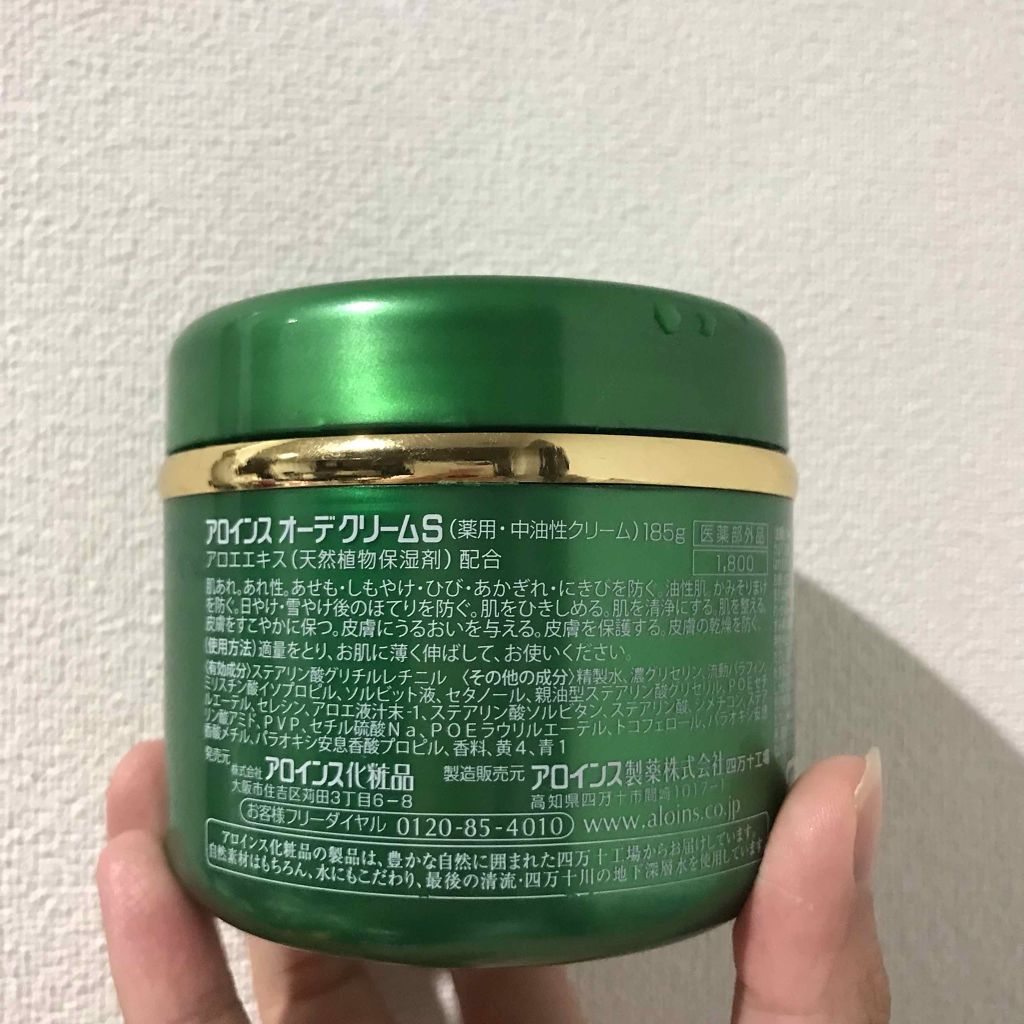 アロインス オーデクリームS (薬用・中油性クリーム) 185g 医薬部外品
アロエエキス(天然植物保湿剤)配合 1,800
肌あれ。あれ性。あせも・しもやけ・ひび・あかぎれ・にきびを防ぐ。油性肌。かみそりまけ
を防ぐ。日やけ・雪やけ後のほてりを防ぐ。肌をひきしめる。肌を清浄にする。肌を整える。
皮膚をすこやかに保つ。皮膚にうるおいを与える。皮膚を保護する。皮膚の乾燥を防ぐ。
〈使用方法〉適量をとり、お肌に薄く伸ばして、お使いください。
〈有効成分〉ステアリン酸グリチルレチニル 〈その他の成分〉精製水、濃グリセリン、流動パラフィン、
ミリスチン酸イソプロピル、ソルビット液、セタノール、親油型ステアリン酸グリセリル、POEセチ
ルエーテル、セレシン、アロエ液汁末-1、ステアリン酸ソルビタン、ステアリン酸、ジメチコン、ステア
リン酸アミド、PVP、セチル硫酸Na、POEラウリルエーテル、トコフェロール、パラオキシ安息
香酸メチル、パラオキシ安息香酸プロピル、香料、黄4、青1
発売元 株式会社 アロインス化粧品 製造販売元 アロインス製薬株式会社 四万十工場
大阪市住吉区苅田3丁目6-8 高知県四万十市間崎1017-1
お客様フリーダイヤル 0120-85-4010 www.aloins.co.jp
アロインス化粧品の製品は、豊かな自然に囲まれた四万十工場からお届けしています。
自然素材はもちろん、水にもこだわり、最後の清流・四万十川の地下深層水を使用しています